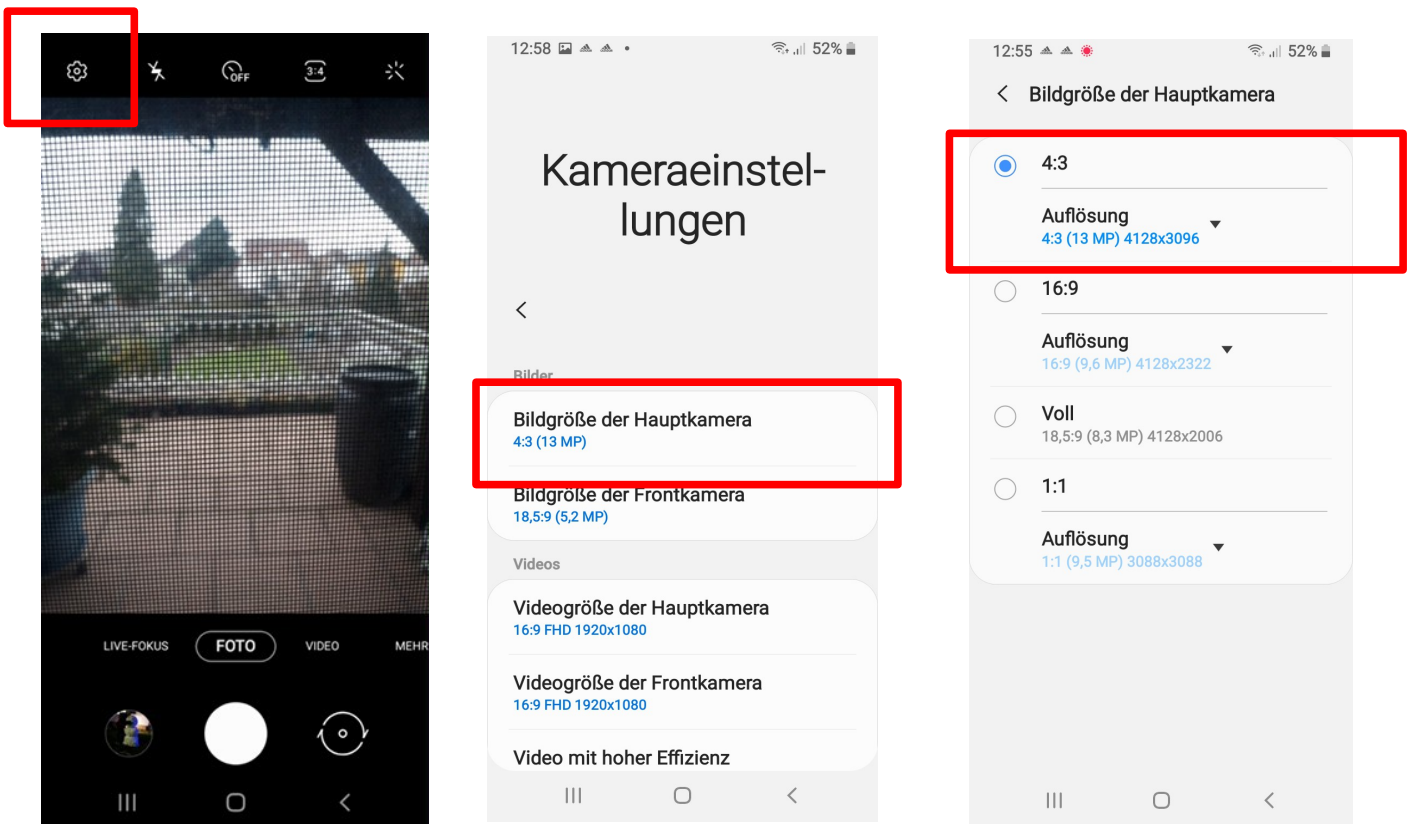 OFF
3:4
LIVE-FOKUS
FOTO
VIDEO
MEHR
12:58
52%
Kameraeinstel-
lungen
Bilder
Bildgröße der Hauptkamera
4:3 (13 MP)
Bildgröße der Frontkamera
18,5:9 (5,2 MP)
Videos
Videogröße der Hauptkamera
16:9 FHD 1920x1080
Videogröße der Frontkamera
16:9 FHD 1920x1080
Video mit hoher Effizienz
12:55
52%
Bildgröße der Hauptkamera
4:3
Auflösung
4:3 (13 MP) 4128x3096
16:9
Auflösung
16:9 (9,6 MP) 4128x2322
Voll
18,5:9 (8,3 MP) 4128x2006
1:1
Auflösung
1:1 (9,5 MP) 3088x3088